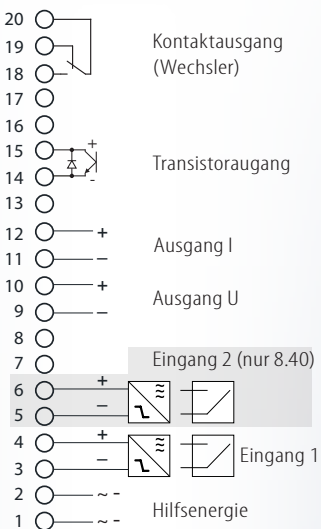 20
19
18
Kontaktausgang
(Wechsler)
17
16
15 +
14 -
Transistoraugang
13
12 +
11 –
Ausgang I
10 +
9 –
Ausgang U
8
7 Eingang 2 (nur 8.40)
6 +
5 –
4 +
3 –
Eingang 1
2 ~ -
1 ~ -
Hilfsenergie